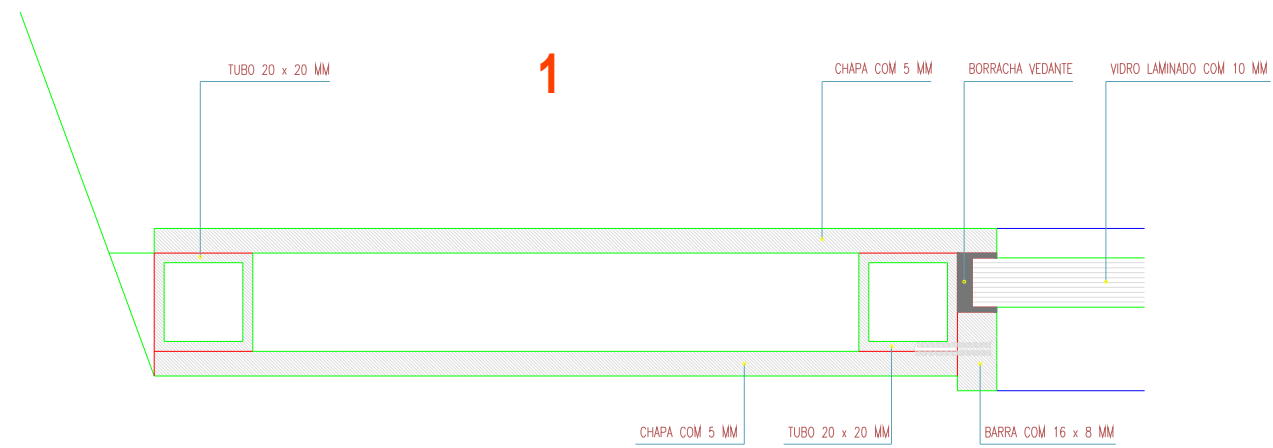 1
TUBO 20 x 20 MM
CHAPA COM 5 MM
BORRACHA VEDANTE
VIDRO LAMINADO COM 10 MM
CHAPA COM 5 MM
TUBO 20 x 20 MM
BARRA COM 16 x 8 MM